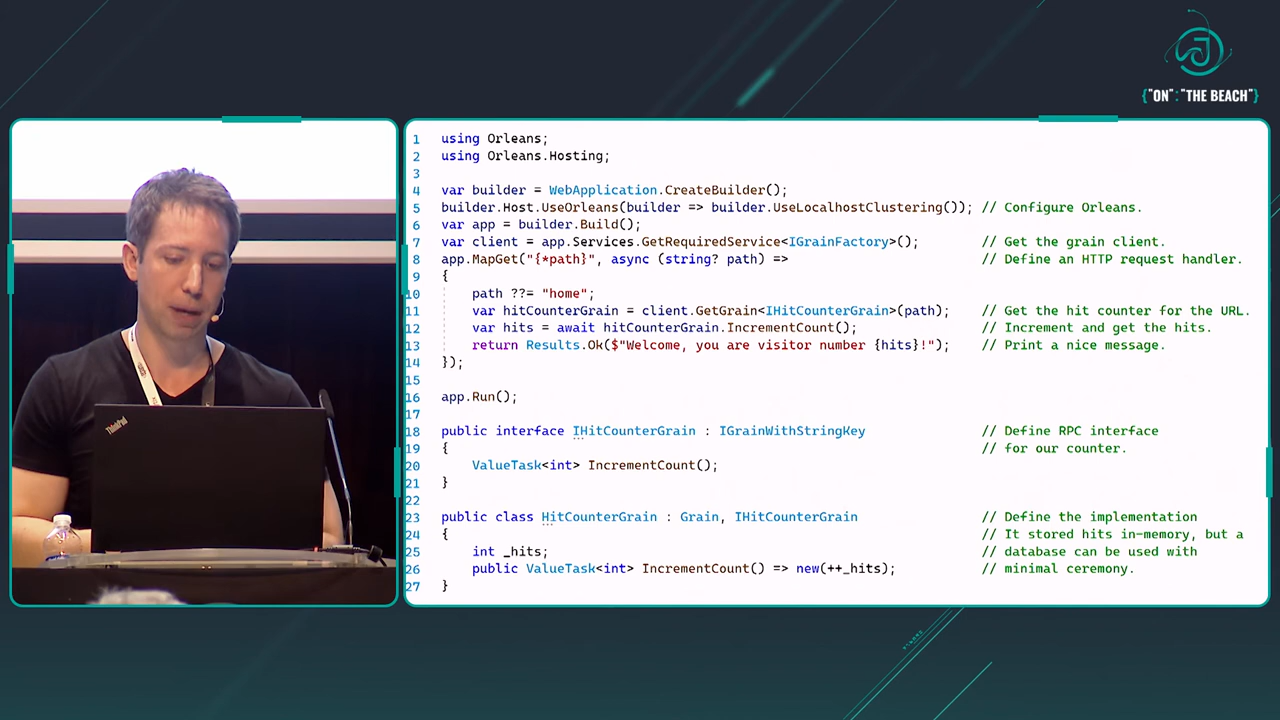 {"ON":"THE BEACH"}
ThinkPad
1 using Orleans;
2 using Orleans.Hosting;
3
4 var builder = WebApplication.CreateBuilder();
5 builder.Host.UseOrleans(builder => builder.UseLocalhostClustering()); // Configure Orleans.
6 var app = builder.Build();
7 var client = app.Services.GetRequiredService<IGrainFactory>(); // Get the grain client.
8 app.MapGet("{*path}", async (string? path) => // Define an HTTP request handler.
9 {
10 path ??= "home";
11 var hitCounterGrain = client.GetGrain<IHitCounterGrain>(path); // Get the hit counter for the URL.
12 var hits = await hitCounterGrain.IncrementCount(); // Increment and get the hits.
13 return Results.Ok($"Welcome, you are visitor number {hits}!"); // Print a nice message.
14 });
15
16 app.Run();
17
18 public interface IHitCounterGrain : IGrainWithStringKey // Define RPC interface
19 { // for our counter.
20 ValueTask<int> IncrementCount();
21 }
22
23 public class HitCounterGrain : Grain, IHitCounterGrain // Define the implementation
24 { // It stored hits in-memory, but a
25 int _hits; // database can be used with
26 public ValueTask<int> IncrementCount() => new(++_hits); // minimal ceremony.
27 }